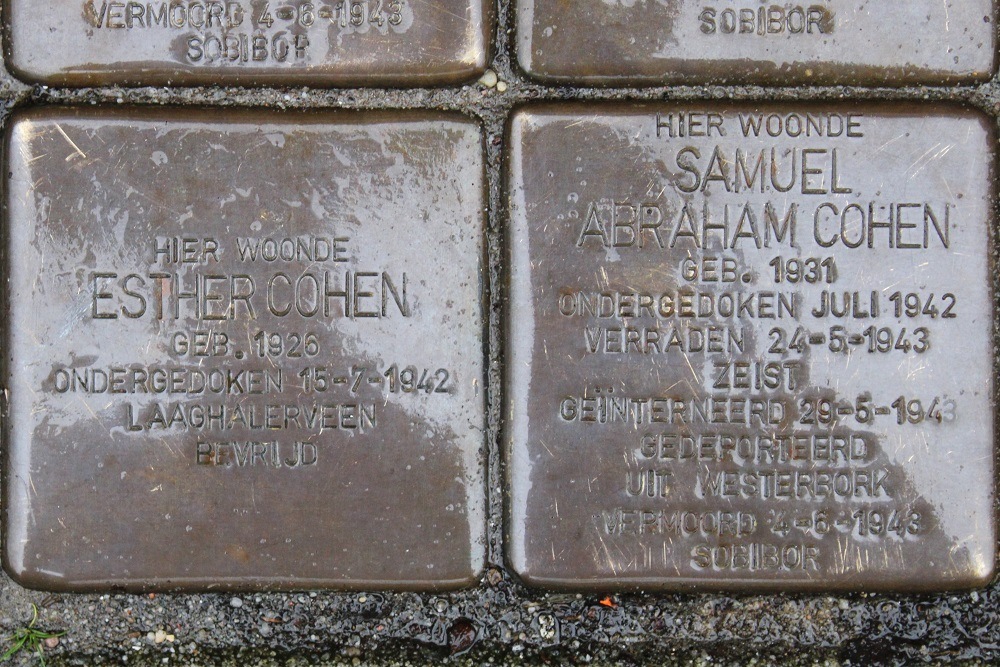 VERMOORD 4-6-1943
SOBIBOR
SOBIBOR
HIER WOONDE
ESTHER COHEN
GEB. 1926
ONDERGEDOKEN 15-7-1942
LAAGHALERVEEN
BEVRIJD
HIER WOONDE
SAMUEL
ABRAHAM COHEN
GEB. 1931
ONDERGEDOKEN JULI 1942
VERRADEN 24-5-1943
ZEIST
GEÏNTERNEERD 29-5-1943
GEDEPORTEERD
UIT WESTERBORK
VERMOORD 4-6-1943
SOBIBOR